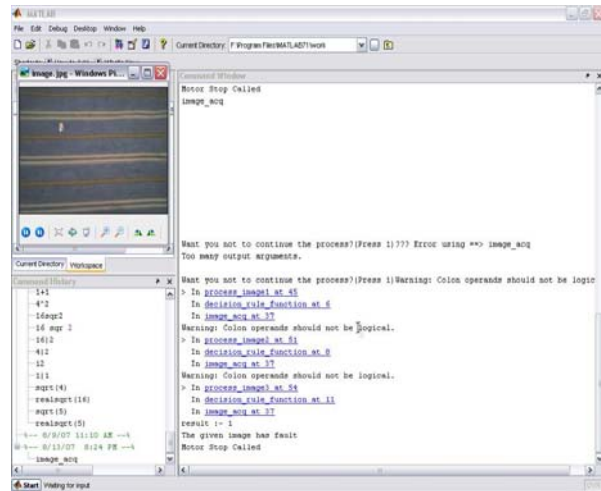 MATLAB
File Edit Debug Desktop Window Help
Current Directory: F:\Program Files\MATLAB71\work
image.jpg - Windows Pi...
Current Directory Workspace
Command History
1+1
4^2
16sqr2
16 sqr 2
16|2
4|2
12
1|1
sqrt(4)
realsqrt(16)
sqrt(5)
realsqrt(5)
%-- 8/8/07 11:10 AM --%
%-- 8/13/07 8:24 PM --%
image_acq
Command Window
Motor Stop Called
image_acq
Want you not to continue the process?(Press 1)??? Error using ==> image_acq
Too many output arguments.
Want you not to continue the process?(Press 1)Warning: Colon operands should not be logic
> In process_image1 at 45
In decision_rule_function at 6
In image_acq at 37
Warning: Colon operands should not be logical.
> In process_image2 at 51
In decision_rule_function at 8
In image_acq at 37
Warning: Colon operands should not be logical.
> In process_image3 at 54
In decision_rule_function at 11
In image_acq at 37
result :- 1
The given image has fault
Motor Stop Called
Start Waiting for input